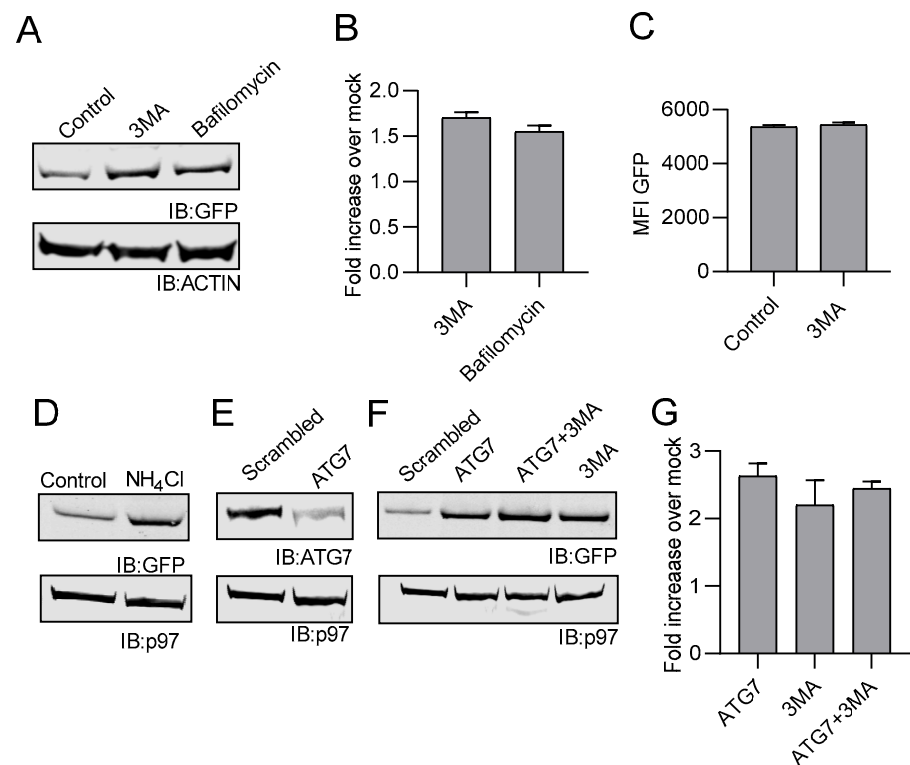 A
Control 3MA Bafilomycin
IB:GFP
IB:ACTIN
B
Fold increase over mock
2.0
1.5
1.0
0.5
0.0
3MA
Bafilomycin
C
MFI GFP
6000
4000
2000
0
Control
3MA
D
Control NH4Cl
IB:GFP
IB:p97
E
Scrambled ATG7
IB:ATG7
IB:p97
F
Scrambled ATG7 ATG7+3MA 3MA
IB:GFP
IB:p97
G
Fold increaase over mock
3
2
1
0
ATG7
3MA
ATG7+3MA